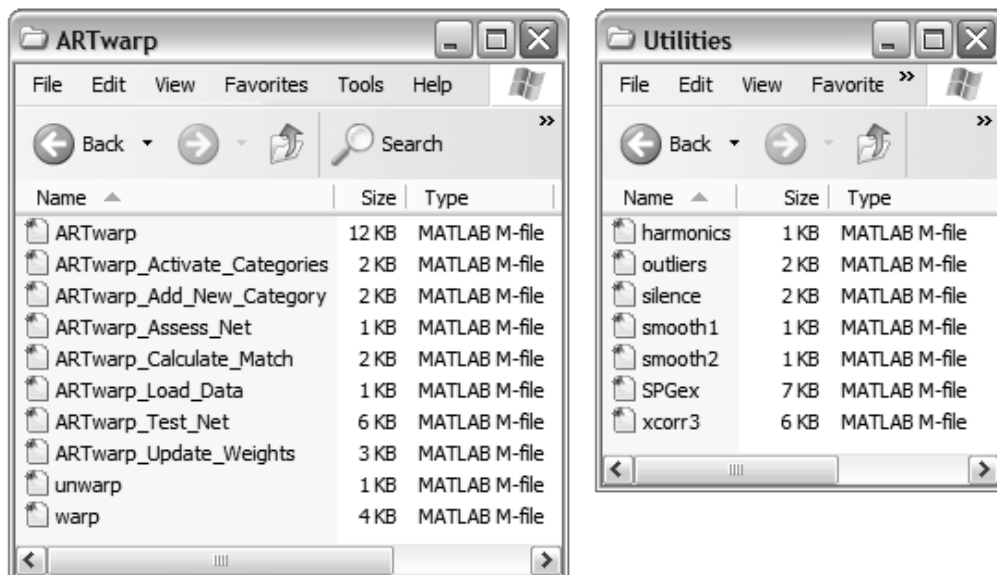 ARTwarp
File Edit View Favorites Tools Help
Back Search »
Name Size Type
ARTwarp 12 KB MATLAB M-file
ARTwarp_Activate_Categories 2 KB MATLAB M-file
ARTwarp_Add_New_Category 2 KB MATLAB M-file
ARTwarp_Assess_Net 1 KB MATLAB M-file
ARTwarp_Calculate_Match 2 KB MATLAB M-file
ARTwarp_Load_Data 1 KB MATLAB M-file
ARTwarp_Test_Net 6 KB MATLAB M-file
ARTwarp_Update_Weights 3 KB MATLAB M-file
unwarp 1 KB MATLAB M-file
warp 4 KB MATLAB M-file
Utilities
File Edit View Favorite »
Back »
Name Size Type
harmonics 1 KB MATLAB M-file
outliers 2 KB MATLAB M-file
silence 2 KB MATLAB M-file
smooth1 1 KB MATLAB M-file
smooth2 1 KB MATLAB M-file
SPGex 7 KB MATLAB M-file
xcorr3 6 KB MATLAB M-file